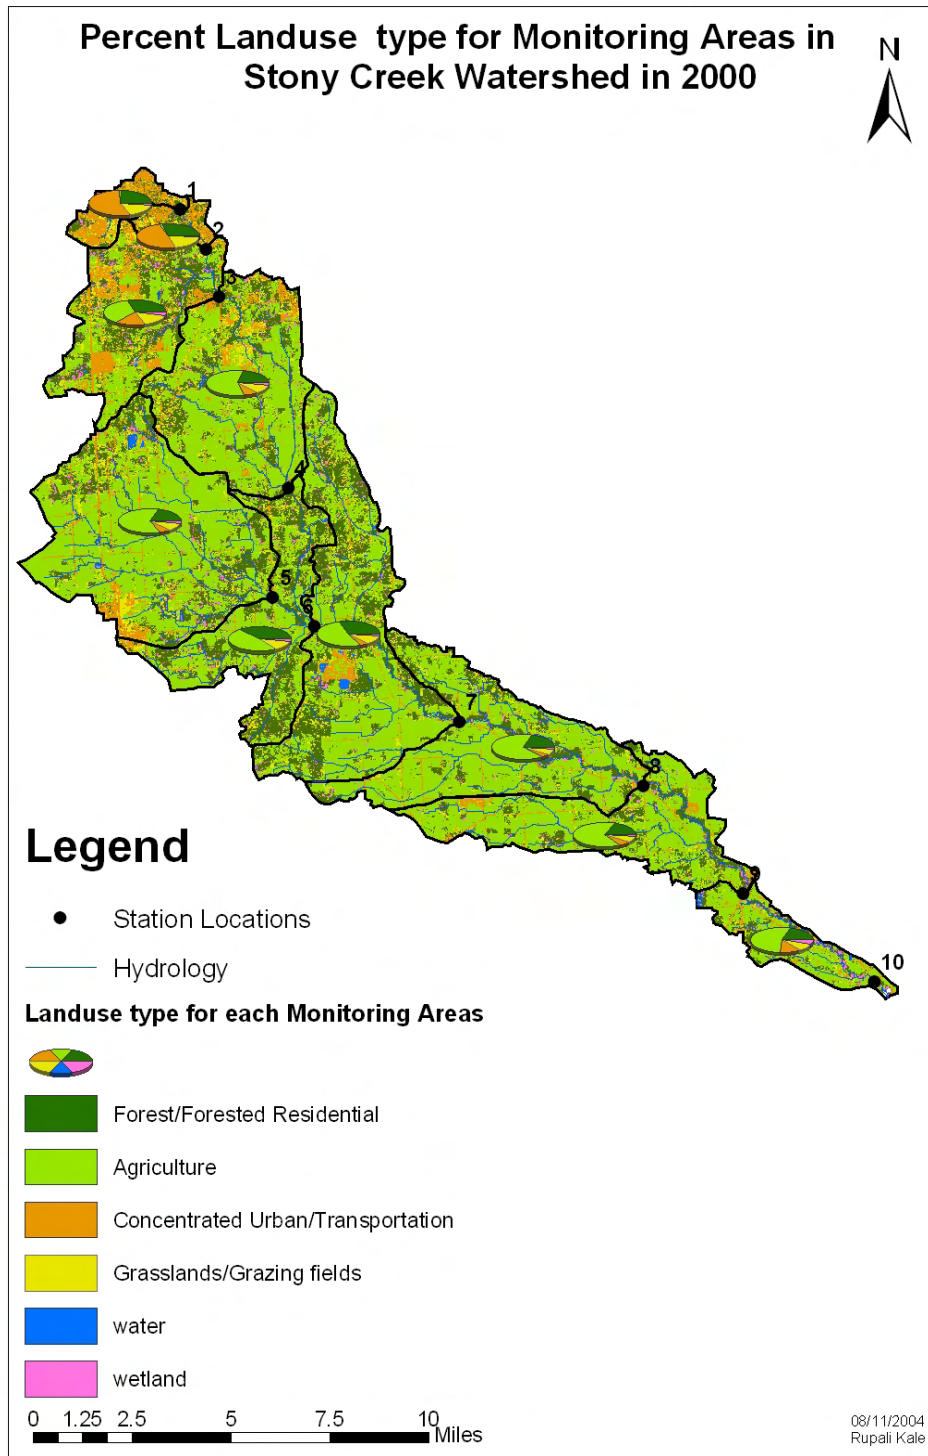 Percent Landuse type for Monitoring Areas in
Stony Creek Watershed in 2000
N
1
2
3
4
5
6
7
8
9
10
Legend
Station Locations
Hydrology
Landuse type for each Monitoring Areas
Forest/Forested Residential
Agriculture
Concentrated Urban/Transportation
Grasslands/Grazing fields
water
wetland
0 1.25 2.5 5 7.5 10
Miles
08/11/2004
Rupali Kale